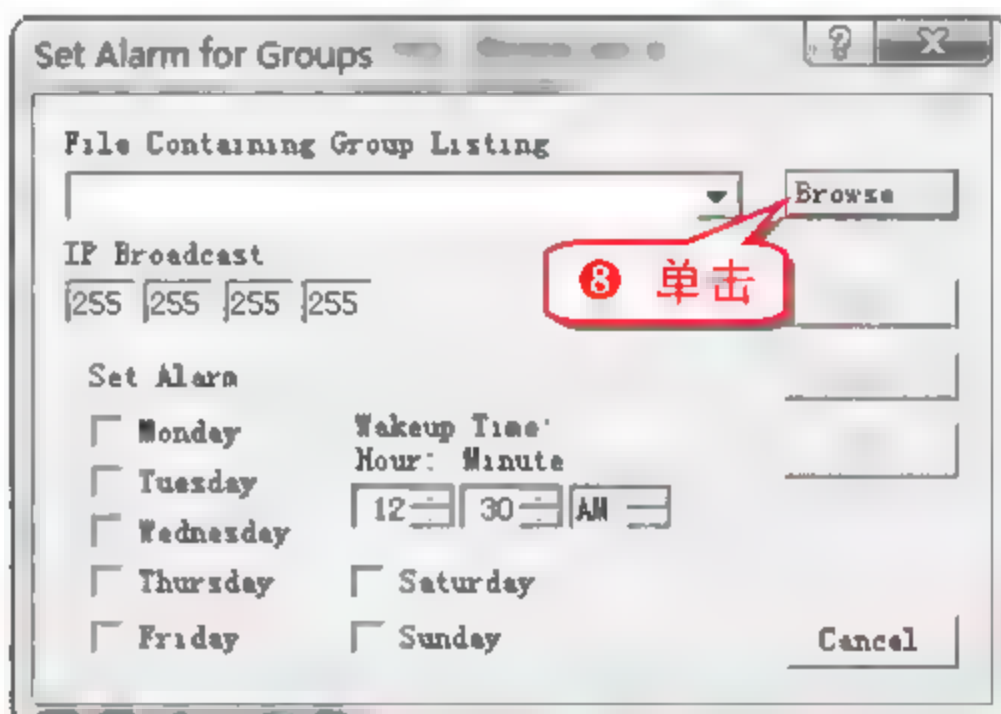 Set Alarm for Groups
File Containing Group Listing
Browse
IP Broadcast
255 255 255 255
❽ 单击
Set Alarm
Monday
Wakeup Time:
Hour: Minute
Tuesday
12 30 AM
Wednesday
Thursday
Saturday
Friday
Sunday
Cancel